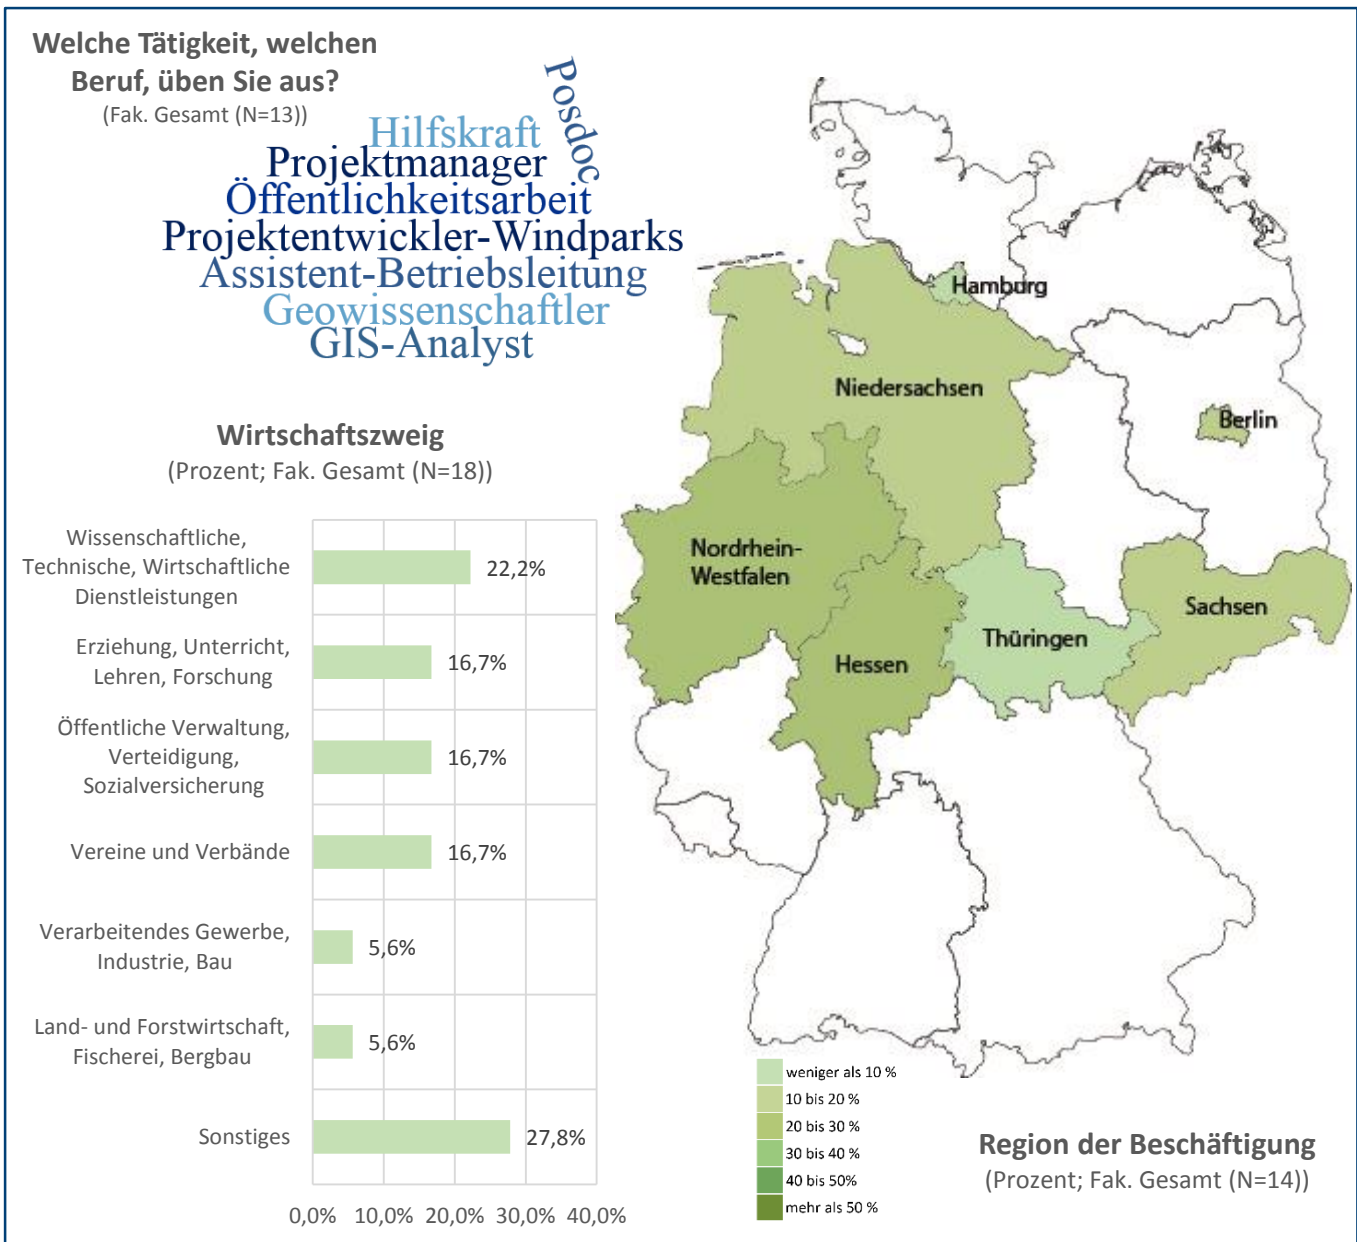 Welche Tätigkeit, welchen
Beruf, üben Sie aus?
(Fak. Gesamt (N=13))
Posdoc
Hilfskraft
Projektmanager
Öffentlichkeitsarbeit
Projektentwickler-Windparks
Assistent-Betriebsleitung
Geowissenschaftler
GIS-Analyst
Wirtschaftszweig
(Prozent; Fak. Gesamt (N=18))
Wissenschaftliche,
Technische, Wirtschaftliche
Dienstleistungen
22,2%
Erziehung, Unterricht,
Lehren, Forschung
16,7%
Öffentliche Verwaltung,
Verteidigung,
Sozialversicherung
16,7%
Vereine und Verbände
16,7%
Verarbeitendes Gewerbe,
Industrie, Bau
5,6%
Land- und Forstwirtschaft,
Fischerei, Bergbau
5,6%
Sonstiges
27,8%
0,0% 10,0% 20,0% 30,0% 40,0%
Hamburg
Niedersachsen
Berlin
Nordrhein-
Westfalen
Sachsen
Thüringen
Hessen
weniger als 10 %
10 bis 20 %
20 bis 30 %
30 bis 40 %
40 bis 50%
mehr als 50 %
Region der Beschäftigung
(Prozent; Fak. Gesamt (N=14))